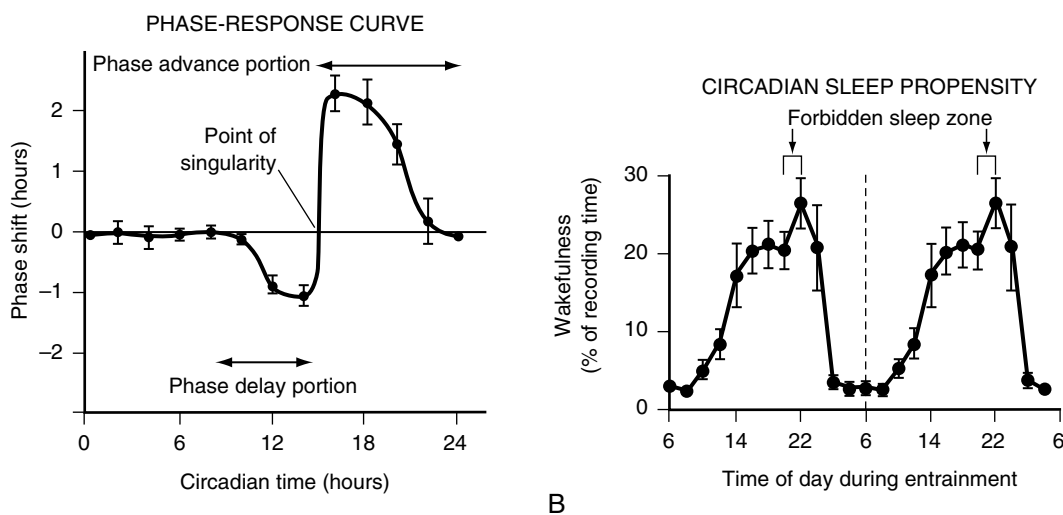 PHASE-RESPONSE CURVE
Phase advance portion
Point of
singularity
Phase delay portion
Phase shift (hours)
2
1
0
−1
−2
0 6 12 18 24
Circadian time (hours)
B
CIRCADIAN SLEEP PROPENSITY
Forbidden sleep zone
Wakefulness
(% of recording time)
30
20
10
0
6 14 22 6 14 22 6
Time of day during entrainment